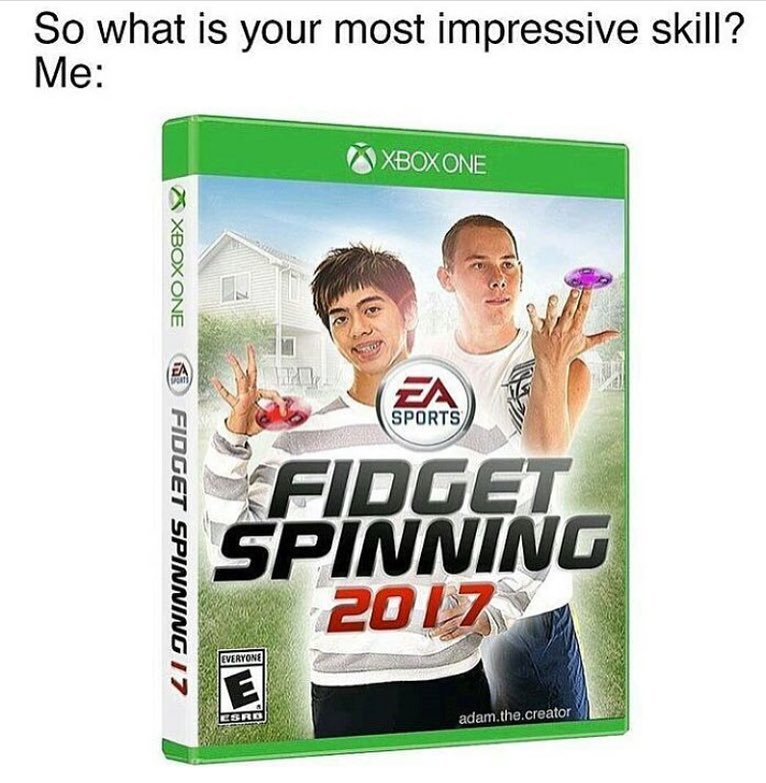 So what is your most impressive skill?
Me:
XBOX ONE
XBOX ONE
EA
SPORTS
FIDGET SPINNING 17
EA
SPORTS
FIDGET
SPINNING
2017
EVERYONE
E
ESRB
adam.the.creator